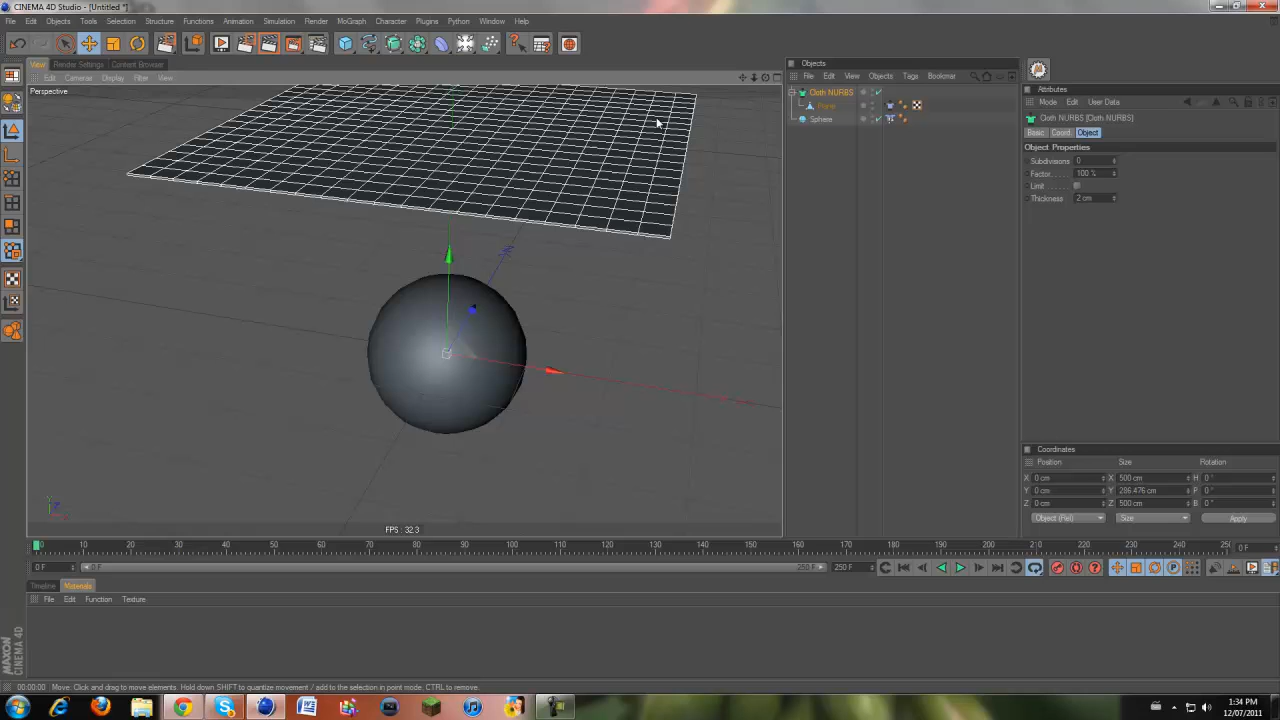 CINEMA 4D Studio - [Untitled *]
File Edit Objects Tools Selection Structure Functions Animation Simulation Render MoGraph Character Plugins Python Window Help
View Render Settings Content Browser
Edit Cameras Display Filter View
Perspective
FPS : 32.3
Objects
File Edit View Objects Tags Bookmark
Cloth NURBS
Plane
Sphere
Attributes
Mode Edit User Data
Cloth NURBS [Cloth NURBS]
Basic Coord. Object
Object Properties
Subdivisions 0
Factor. . . . . 100 %
Limit . . . . . .
Thickness 2 cm
Coordinates
Position Size Rotation
X 0 cm X 500 cm H 0 °
Y 0 cm Y 286.476 cm P 0 °
Z 0 cm Z 500 cm B 0 °
Object (Rel) Size Apply
0 10 20 30 40 50 60 70 80 90 100 110 120 130 140 150 160 170 180 190 200 210 220 230 240 25 0 F
0 F 0 F 250 F 250 F
Timeline Materials
File Edit Function Texture
MAXON CINEMA 4D
00:00:00 Move: Click and drag to move elements. Hold down SHIFT to quantize movement / add to the selection in point mode, CTRL to remove.
1:34 PM
12/07/2011